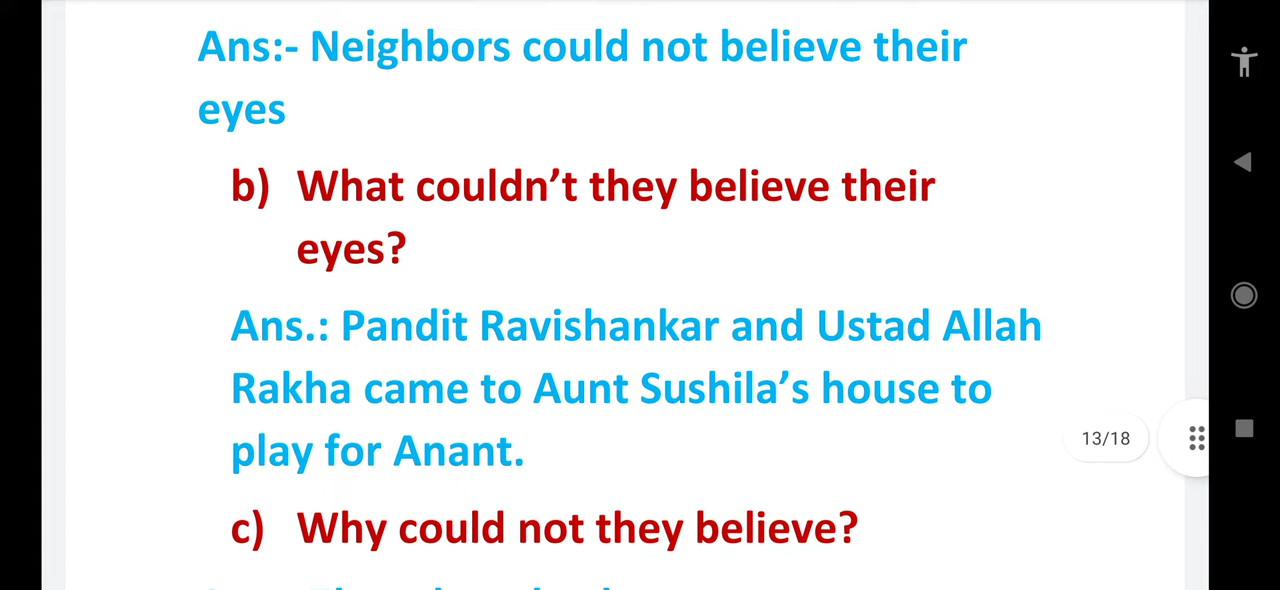 Ans:- Neighbors could not believe their
eyes
b) What couldn't they believe their
eyes?
Ans.: Pandit Ravishankar and Ustad Allah
Rakha came to Aunt Sushila's house to
play for Anant.
13/18
c) Why could not they believe?